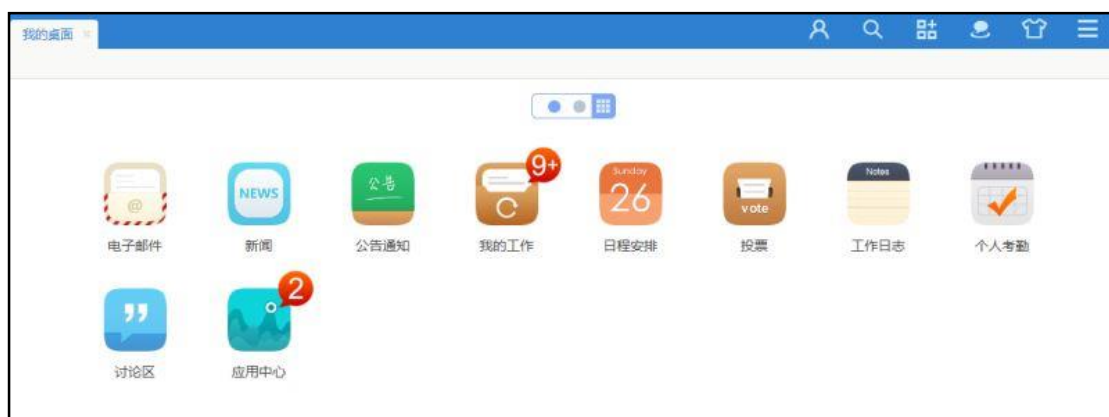 我的桌面
NEWS
公告
9+
Sunday
26
vote
Notes
@
电子邮件
新闻
公告通知
我的工作
日程安排
投票
工作日志
个人考勤
2
讨论区
应用中心